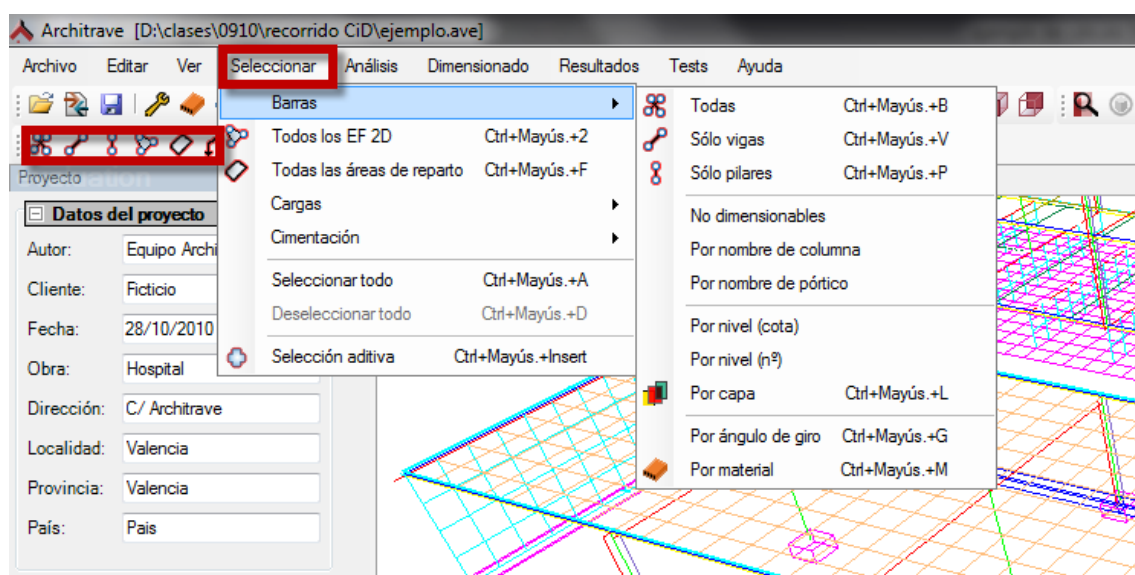 Architrave [D:\clases\0910\recorrido CiD\ejemplo.ave]
Archivo Editar Ver Seleccionar Análisis Dimensionado Resultados Tests Ayuda
Barras
Todos los EF 2D Ctrl+Mayús.+2
Todas las áreas de reparto Ctrl+Mayús.+F
Cargas
Cimentación
Seleccionar todo Ctrl+Mayús.+A
Deseleccionar todo Ctrl+Mayús.+D
Selección aditiva Ctrl+Mayús.+Insert
Todas Ctrl+Mayús.+B
Sólo vigas Ctrl+Mayús.+V
Sólo pilares Ctrl+Mayús.+P
No dimensionables
Por nombre de columna
Por nombre de pórtico
Por nivel (cota)
Por nivel (nº)
Por capa Ctrl+Mayús.+L
Por ángulo de giro Ctrl+Mayús.+G
Por material Ctrl+Mayús.+M
Proyecto
Datos del proyecto
Autor: Equipo Archi
Cliente: Ficticio
Fecha: 28/10/2010
Obra: Hospital
Dirección: C/ Architrave
Localidad: Valencia
Provincia: Valencia
País: Pais